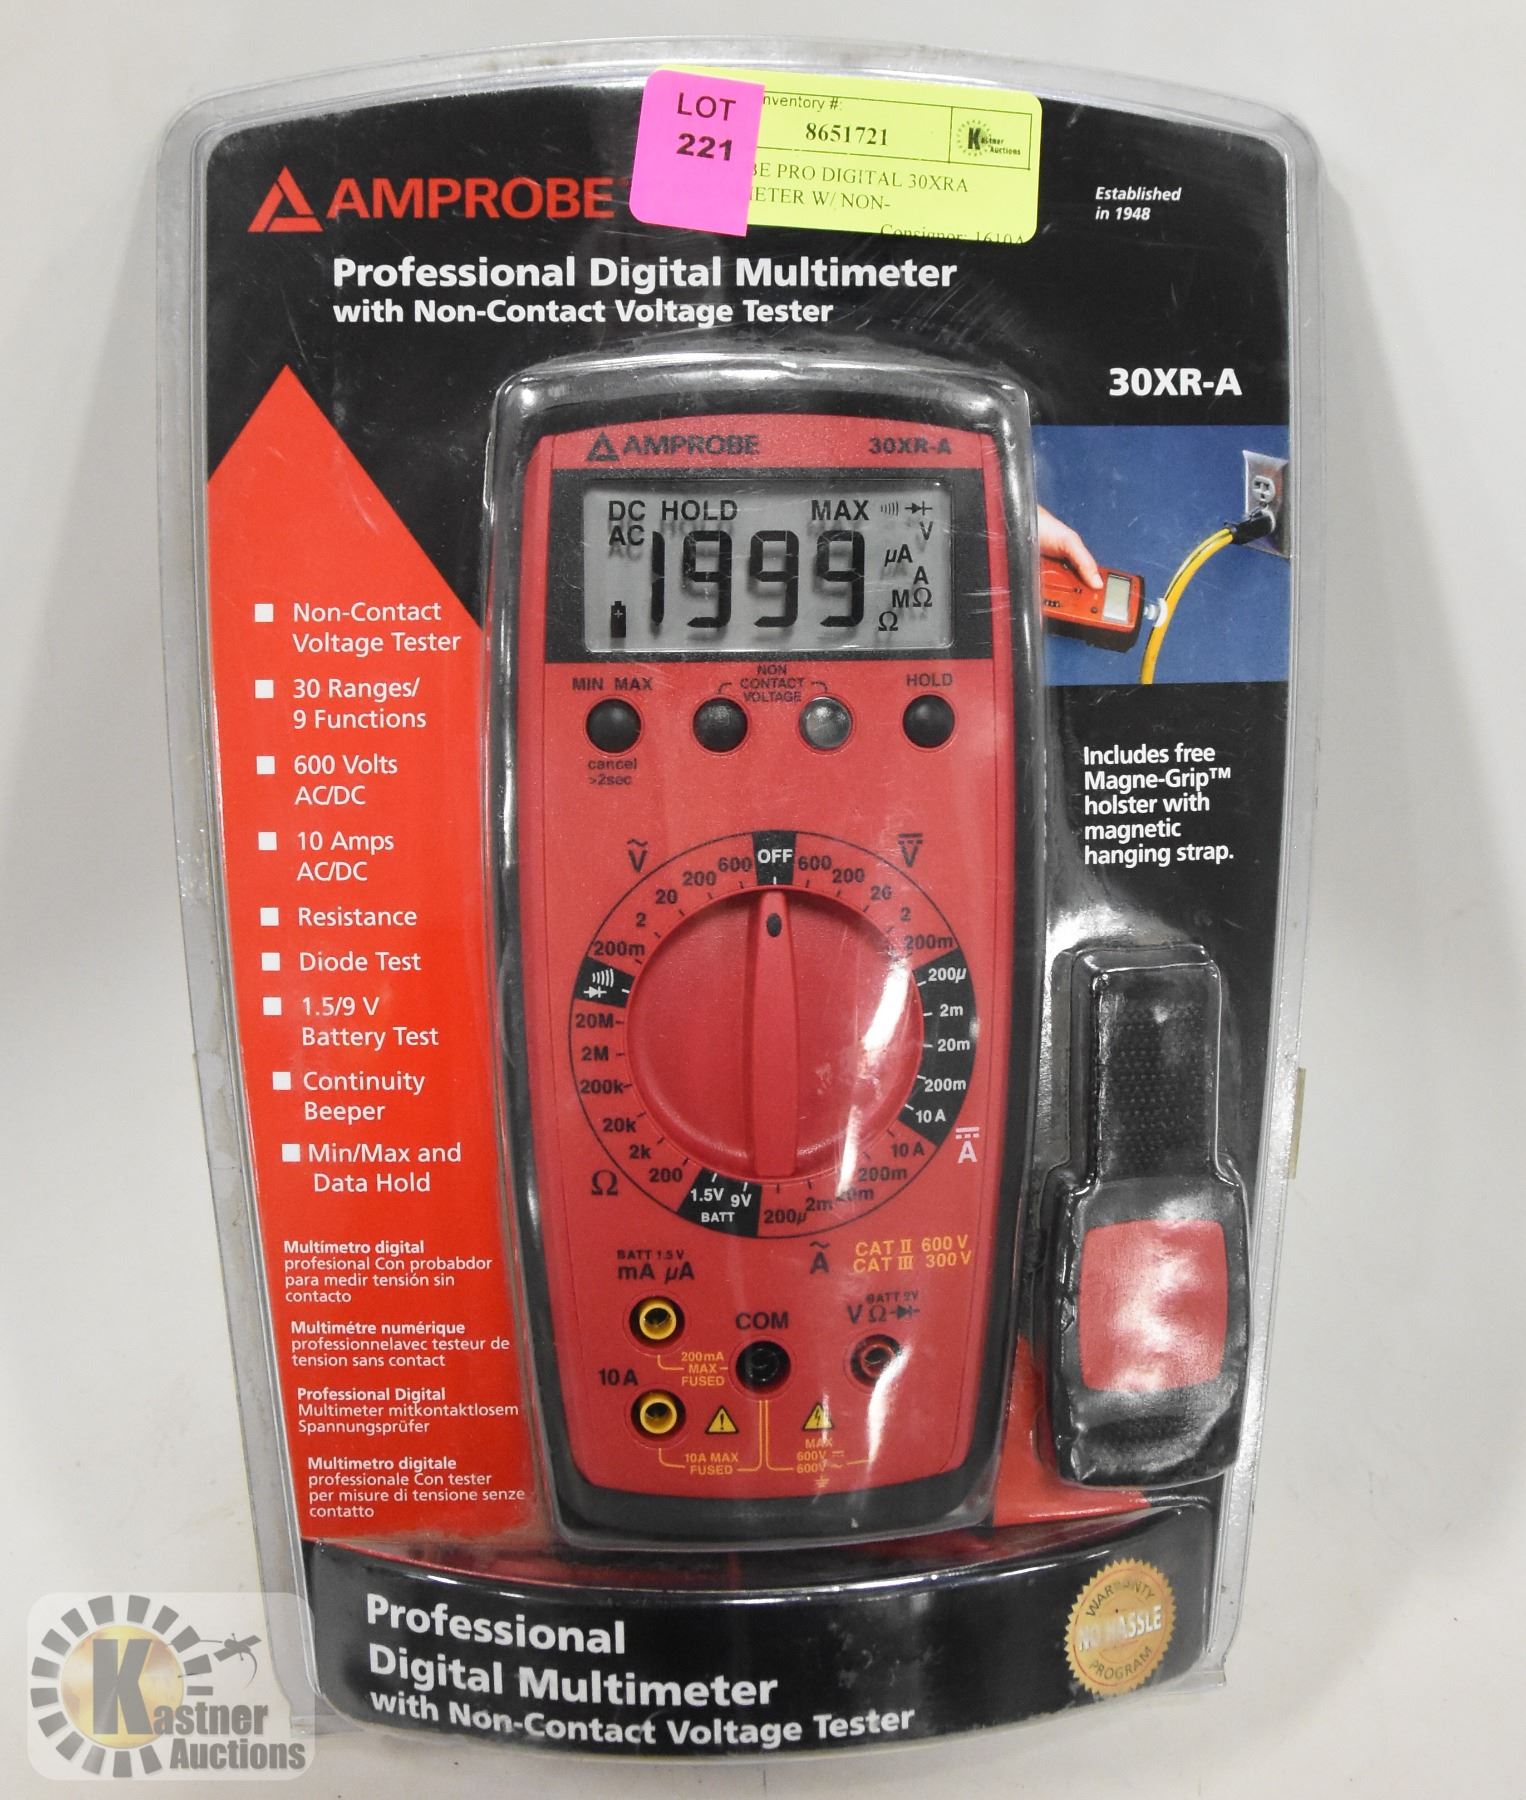 LOT
221
Inventory #:
8651721
Kastner
Auctions
PRO DIGITAL 30XRA
W/ NON-
Consignor: 16104
AMPROBE
Established
in 1948
Professional Digital Multimeter
with Non-Contact Voltage Tester
30XR-A
AMPROBE 30XR-A
DC HOLD MAX
AC
1999
V
µA
A
MΩ
Ω
MIN MAX
NON
CONTACT
VOLTAGE
HOLD
cancel
>2sec
Non-Contact
Voltage Tester
30 Ranges/
9 Functions
600 Volts
AC/DC
10 Amps
AC/DC
Resistance
Diode Test
1.5/9 V
Battery Test
Continuity
Beeper
Min/Max and
Data Hold
Multímetro digital
profesional Con probabdor
para medir tensión sin
contacto
Multimétre numérique
professionnelavec testeur de
tension sans contact
Professional Digital
Multimeter mitkontaktlosem
Spannungsprüfer
Multimetro digitale
professionale Con tester
per misure di tensione senze
contatto
Includes free
Magne-Grip™
holster with
magnetic
hanging strap.
V
OFF
V
600
200
20
2
200m
200µ
2m
20m
200m
10 A
A
10 A
200m
20m
2m
200µ
A
9V
1.5V
BATT
200
2k
20k
200k
2M
20M
Ω
200m
2
20
200
600
CAT II 600 V
CAT III 300 V
BATT 1.5 V
mA µA
COM
BATT 9V
V Ω
200mA
MAX
FUSED
10 A
10A MAX
FUSED
MAX
600V
600V
Professional
Digital Multimeter
with Non-Contact Voltage Tester
WARRANTY
NO HASSLE
PROGRAM
Kastner
Auctions